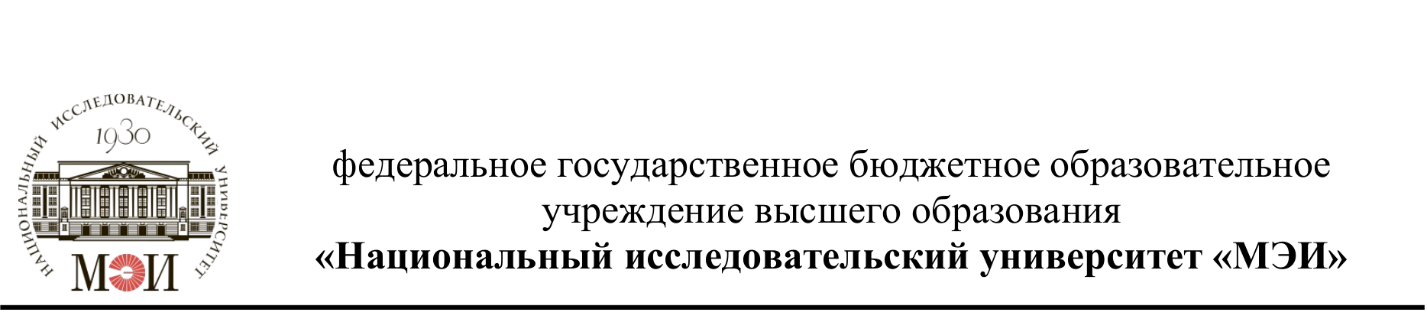 НАЦИОНАЛЬНЫЙ ИССЛЕДОВАТЕЛЬСКИЙ УНИВЕРСИТЕТ
1930
МЭИ
федеральное государственное бюджетное образовательное
учреждение высшего образования
«Национальный исследовательский университет «МЭИ»